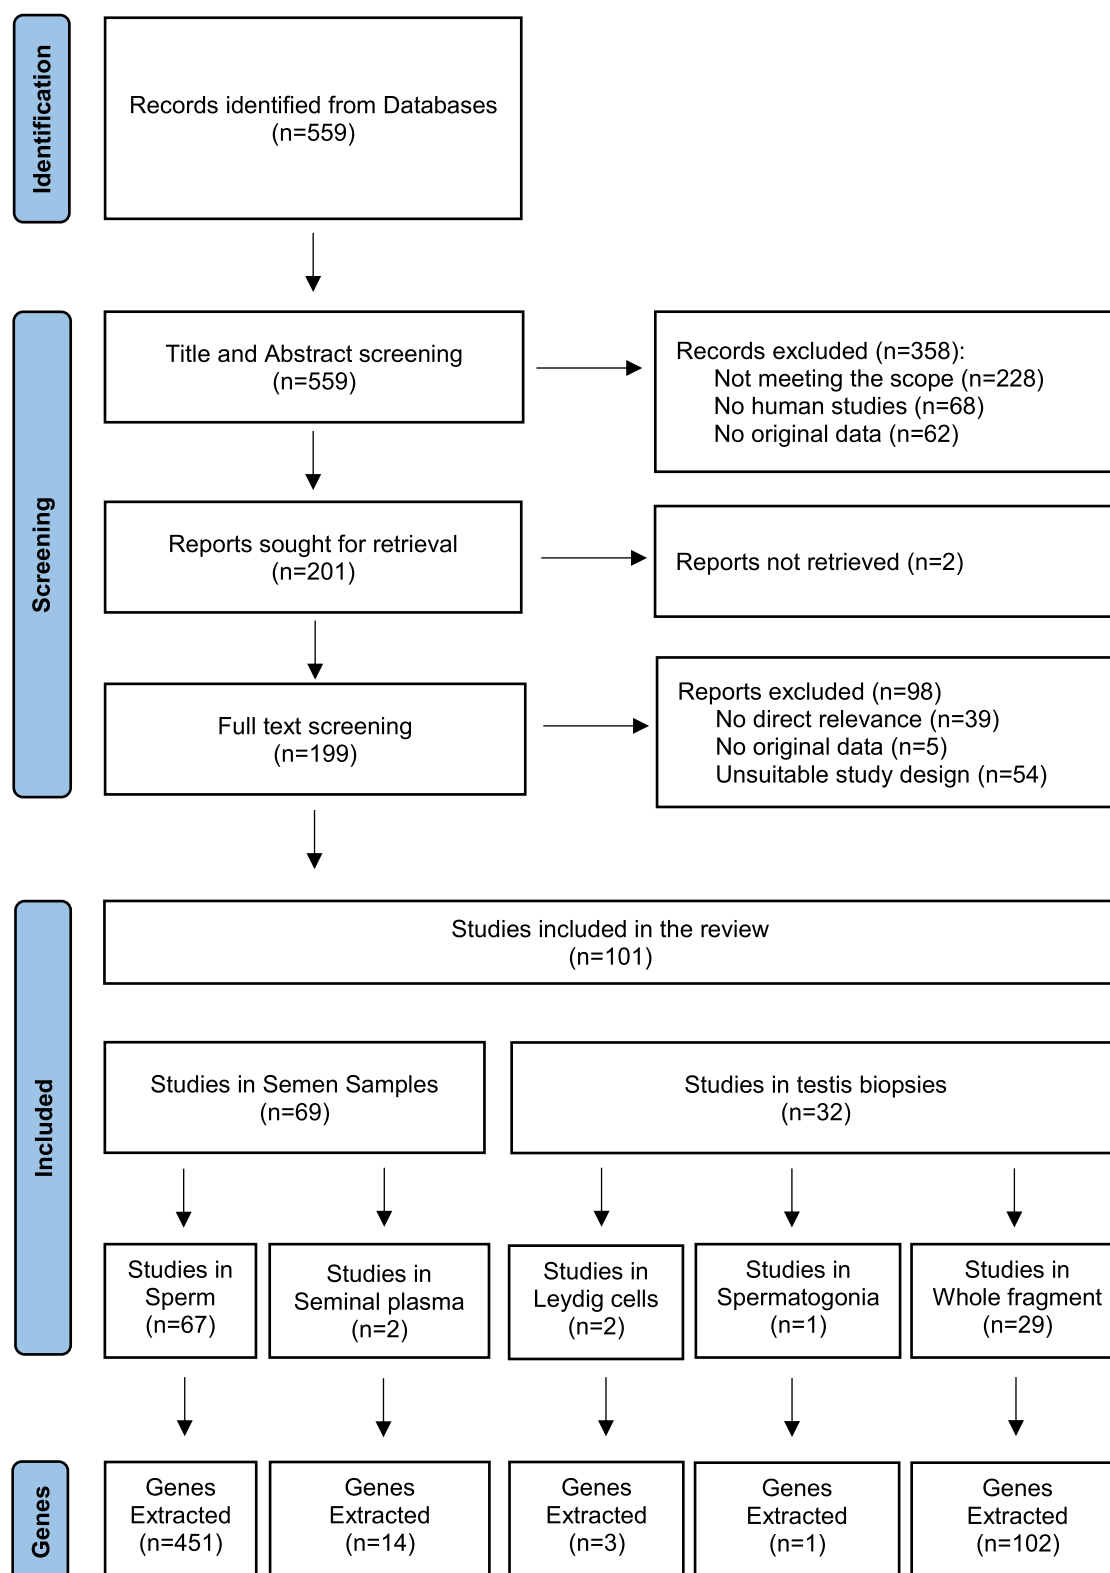 Identification
Records identified from Databases
(n=559)
Screening
Title and Abstract screening
(n=559)
Records excluded (n=358):
Not meeting the scope (n=228)
No human studies (n=68)
No original data (n=62)
Reports sought for retrieval
(n=201)
Reports not retrieved (n=2)
Full text screening
(n=199)
Reports excluded (n=98)
No direct relevance (n=39)
No original data (n=5)
Unsuitable study design (n=54)
Included
Studies included in the review
(n=101)
Studies in Semen Samples
(n=69)
Studies in testis biopsies
(n=32)
Studies in
Sperm
(n=67)
Studies in
Seminal plasma
(n=2)
Studies in
Leydig cells
(n=2)
Studies in
Spermatogonia
(n=1)
Studies in
Whole fragment
(n=29)
Genes
Genes
Extracted
(n=451)
Genes
Extracted
(n=14)
Genes
Extracted
(n=3)
Genes
Extracted
(n=1)
Genes
Extracted
(n=102)